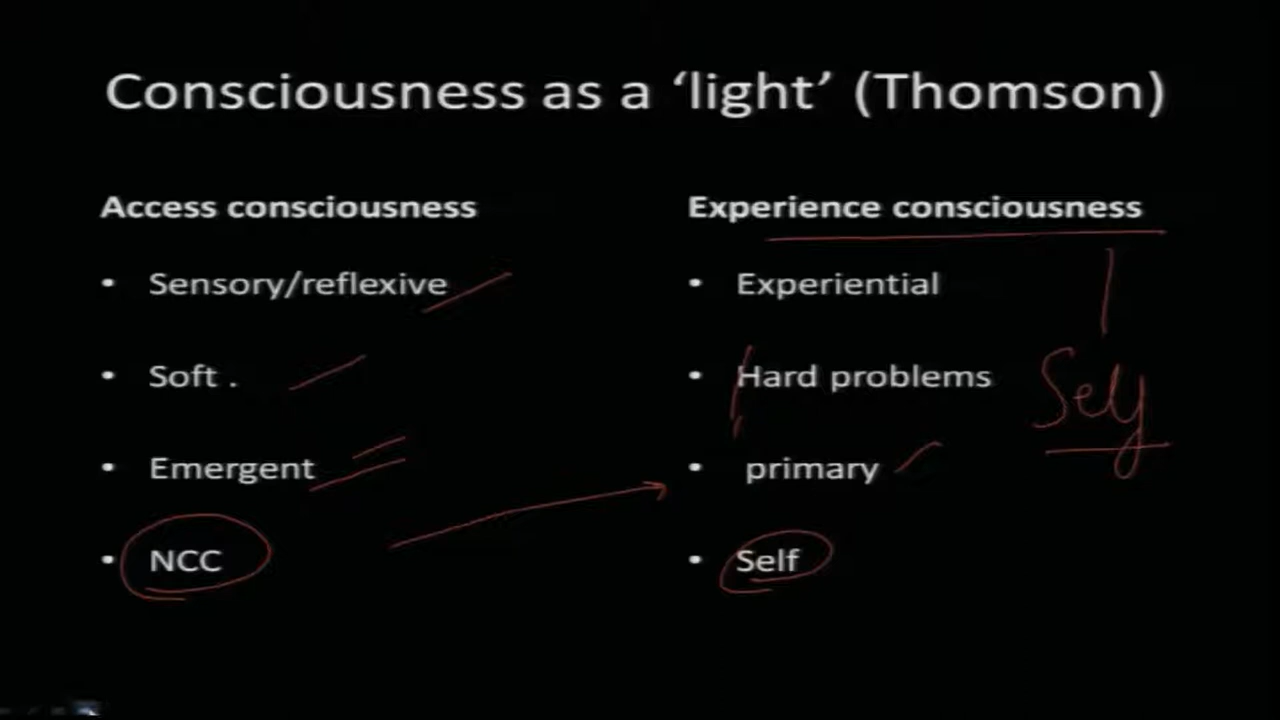 Consciousness as a ‘light’ (Thomson)
Access consciousness
• Sensory/reflexive
• Soft .
• Emergent
• NCC
Experience consciousness
• Experiential
• Hard problems
• primary
• Self
Self